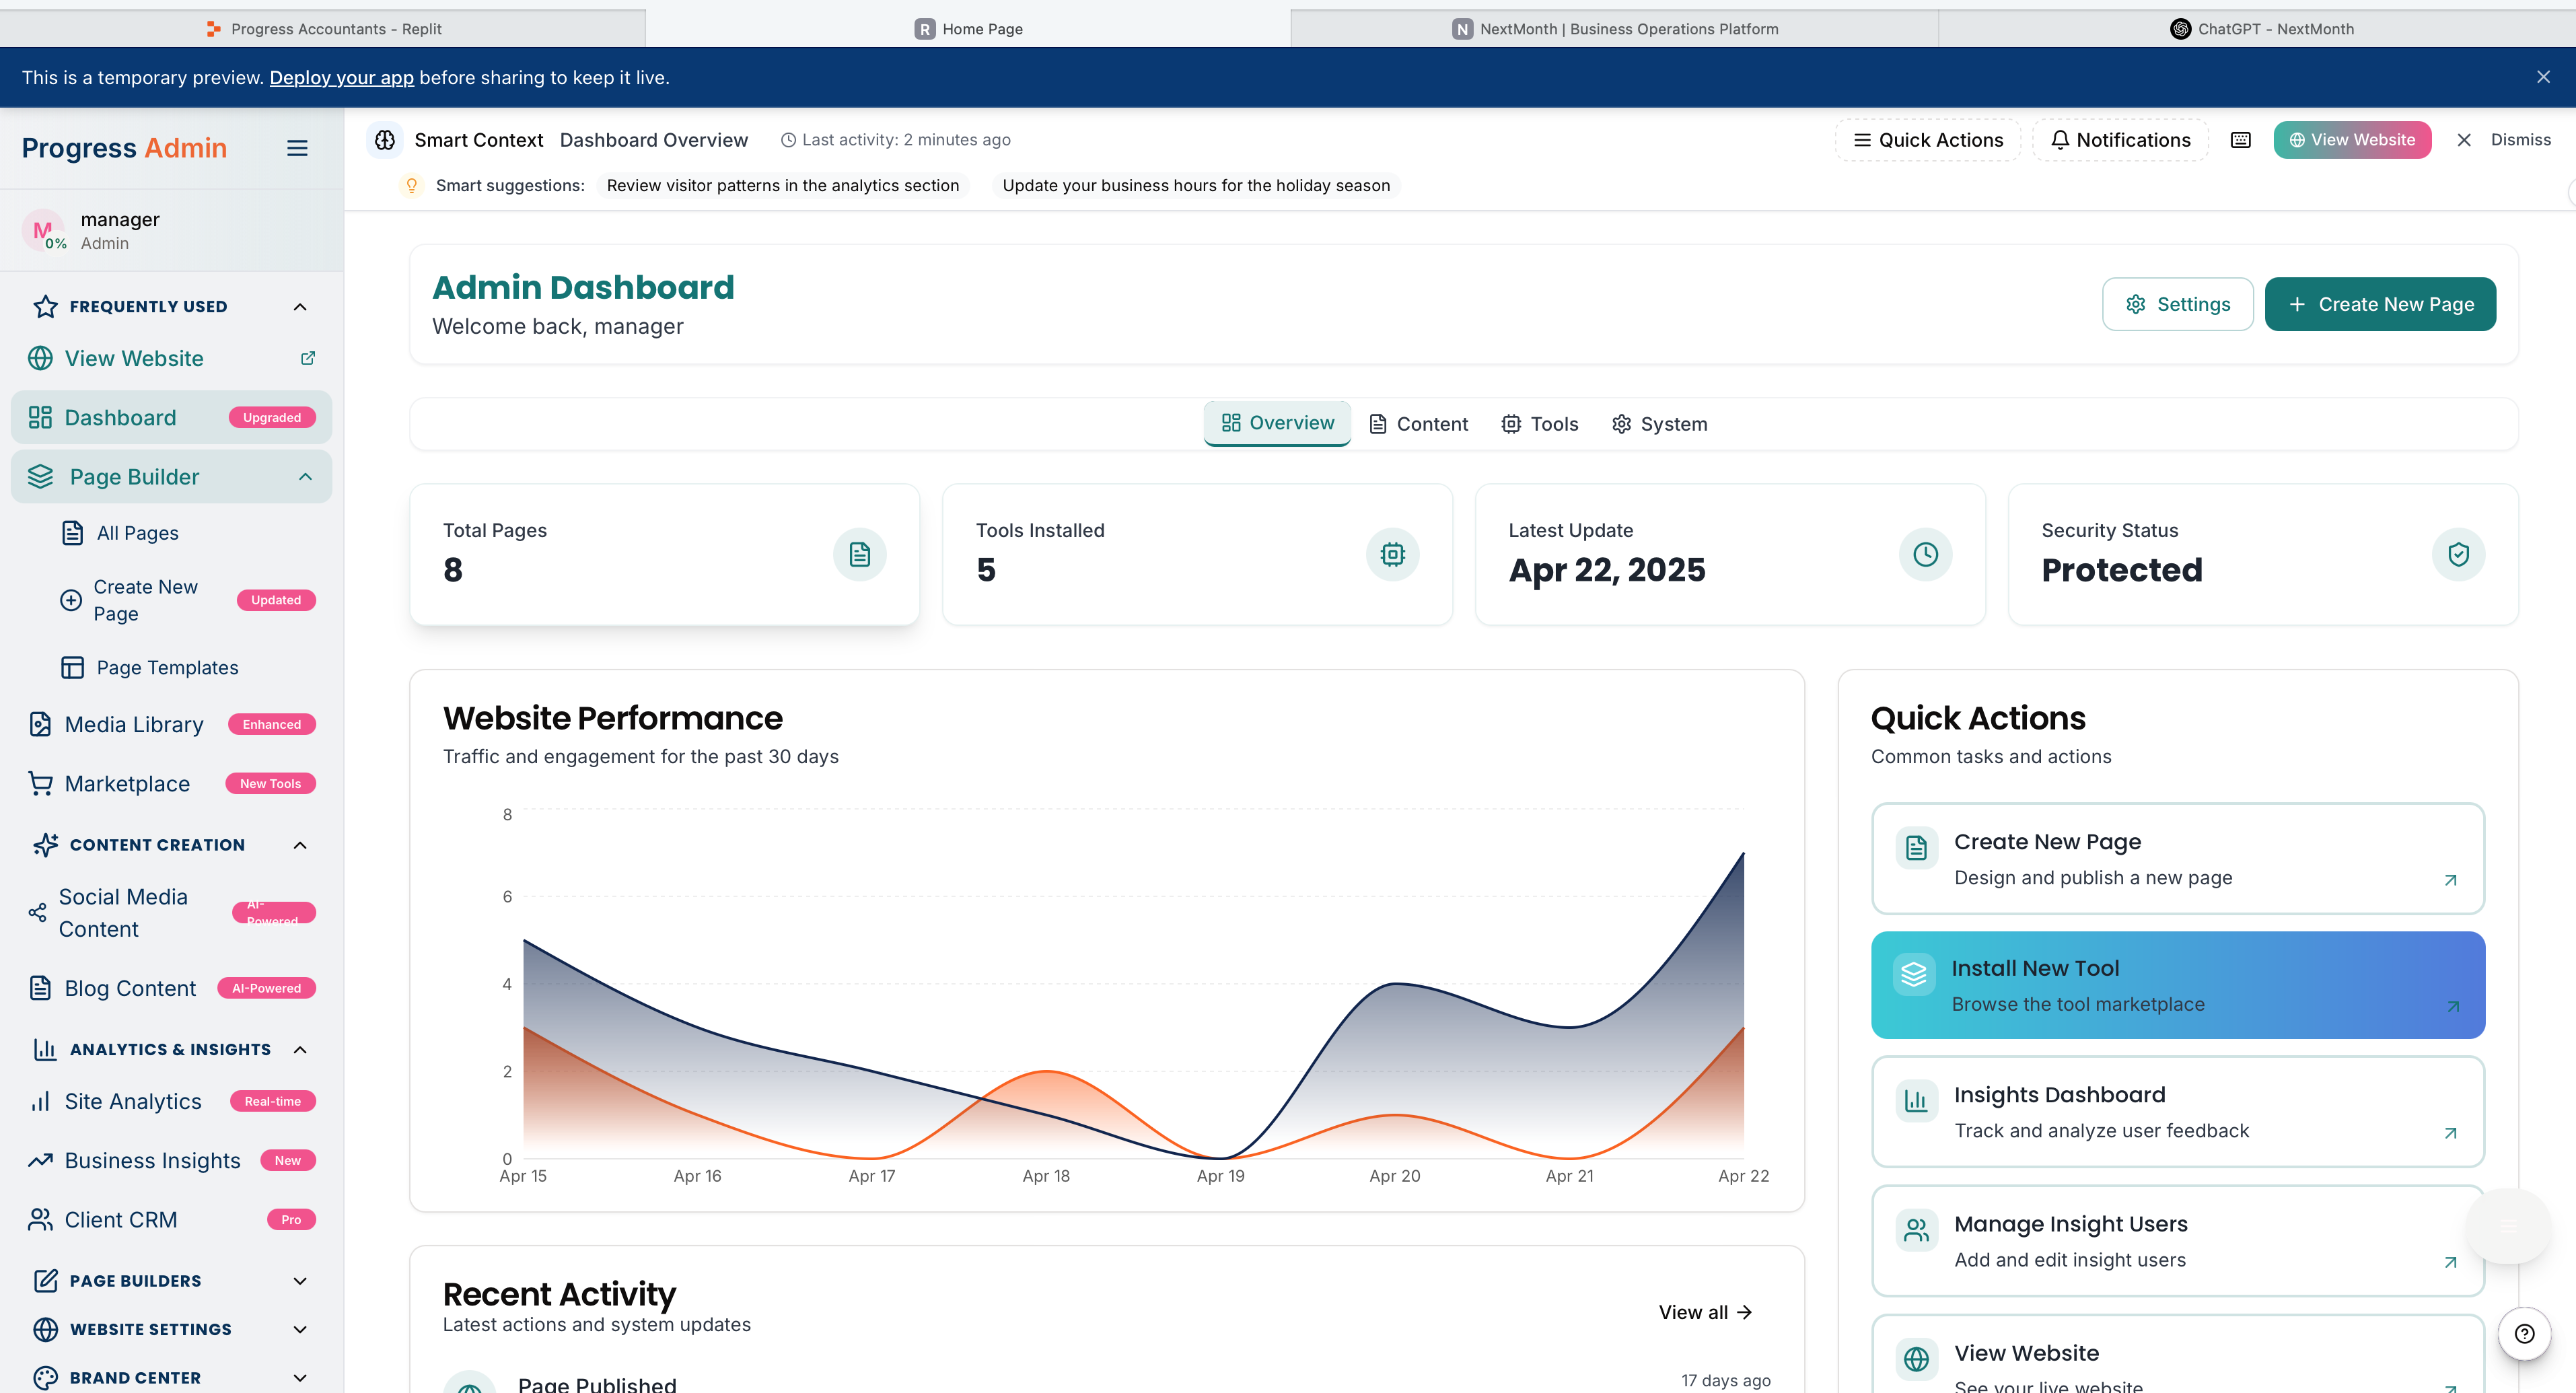 Progress Accountants - Replit
R Home Page
N NextMonth | Business Operations Platform
ChatGPT - NextMonth
This is a temporary preview. Deploy your app before sharing to keep it live.
Progress Admin
M 0%
manager
Admin
FREQUENTLY USED
View Website
Dashboard Upgraded
Page Builder
All Pages
Create New
Page
Updated
Page Templates
Media Library Enhanced
Marketplace New Tools
CONTENT CREATION
Social Media
Content
AI-
Powered
Blog Content AI-Powered
ANALYTICS & INSIGHTS
Site Analytics Real-time
Business Insights New
Client CRM Pro
PAGE BUILDERS
WEBSITE SETTINGS
BRAND CENTER
Smart Context Dashboard Overview Last activity: 2 minutes ago
Quick Actions Notifications View Website Dismiss
Smart suggestions: Review visitor patterns in the analytics section Update your business hours for the holiday season
Admin Dashboard
Welcome back, manager
Settings
Create New Page
Overview Content Tools System
Total Pages
8
Tools Installed
5
Latest Update
Apr 22, 2025
Security Status
Protected
Website Performance
Traffic and engagement for the past 30 days
8
6
4
2
0
Apr 15 Apr 16 Apr 17 Apr 18 Apr 19 Apr 20 Apr 21 Apr 22
Recent Activity
Latest actions and system updates
View all
Page Published
17 days ago
Quick Actions
Common tasks and actions
Create New Page
Design and publish a new page
Install New Tool
Browse the tool marketplace
Insights Dashboard
Track and analyze user feedback
Manage Insight Users
Add and edit insight users
View Website
See your live website